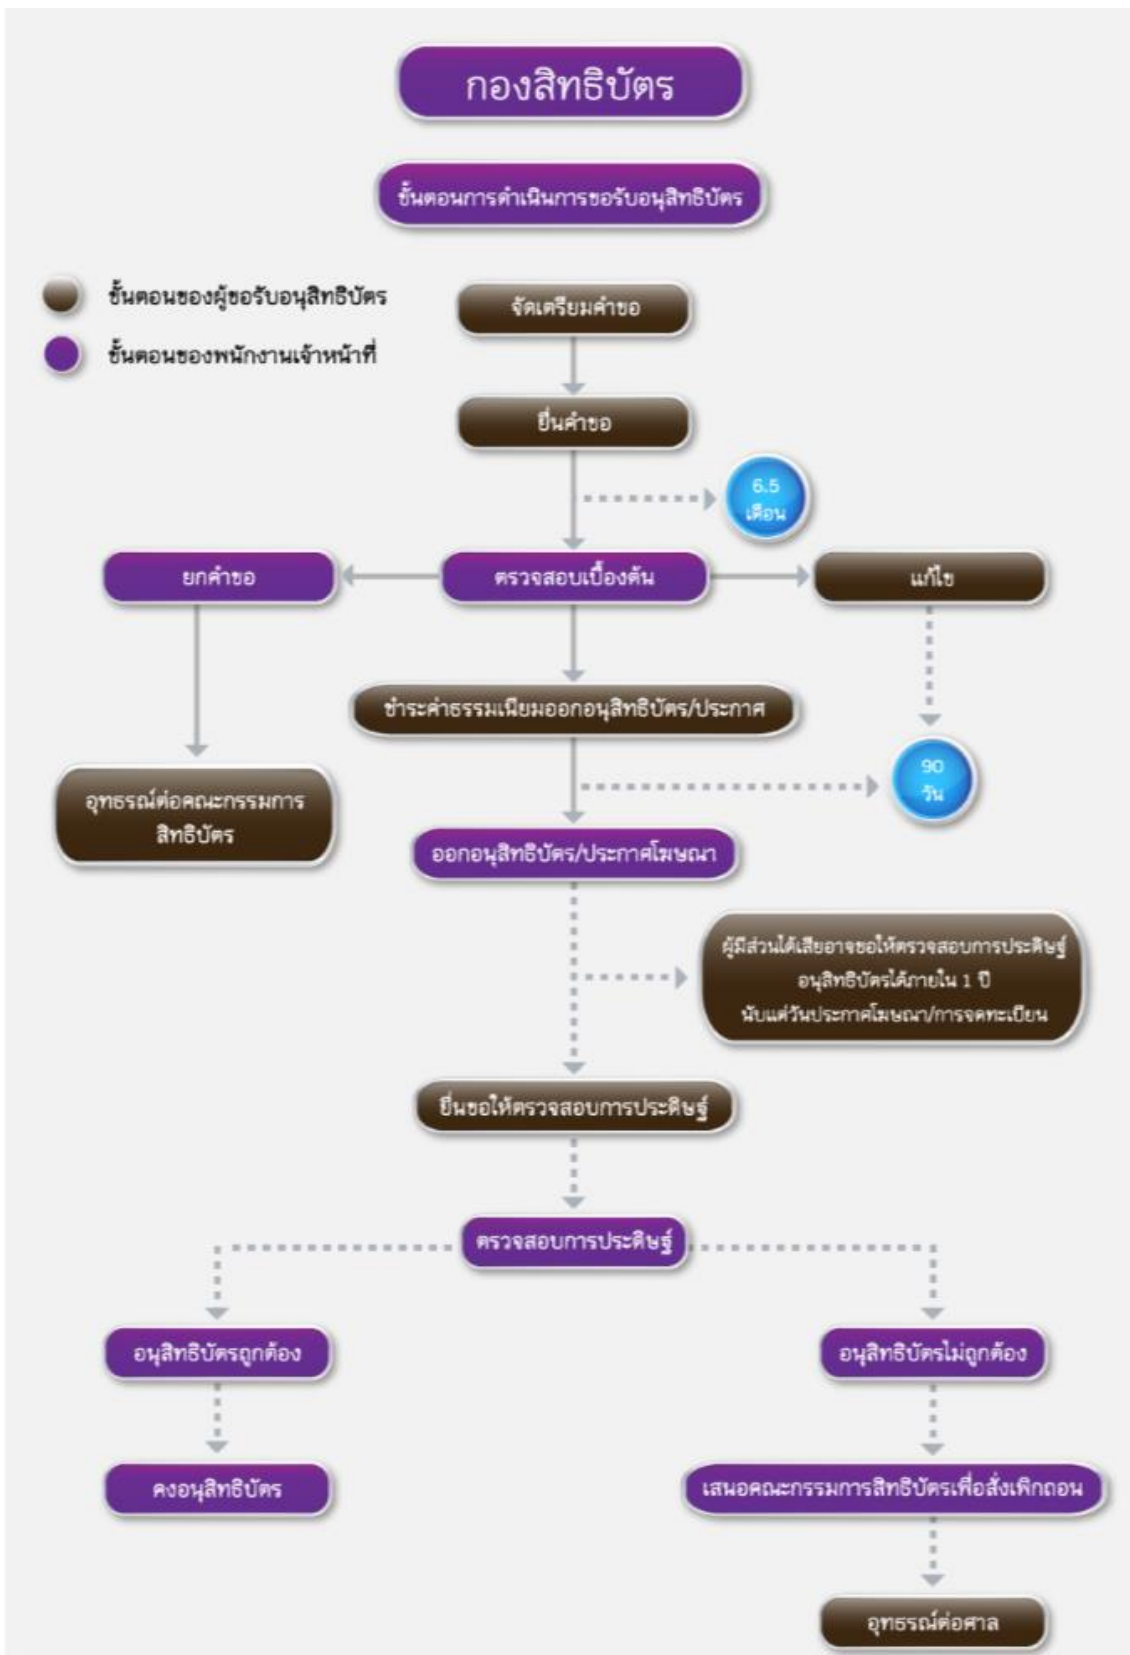 กองสิทธิบัตร
ขั้นตอนการดำเนินการขอรับอนุสิทธิบัตร
ขั้นตอนของผู้ขอรับอนุสิทธิบัตร
ขั้นตอนของพนักงานเจ้าหน้าที่
จัดเตรียมคำขอ
ยื่นคำขอ
6.5
เดือน
ยกคำขอ
ตรวจสอบเบื้องต้น
แก้ไข
ชำระค่าธรรมเนียมออกอนุสิทธิบัตร/ประกาศ
90
วัน
อุทธรณ์ต่อคณะกรรมการ
สิทธิบัตร
ออกอนุสิทธิบัตร/ประกาศโฆษณา
ผู้มีส่วนได้เสียอาจขอให้ตรวจสอบการประดิษฐ์
อนุสิทธิบัตรได้ภายใน 1 ปี
นับแต่วันประกาศโฆษณา/การจดทะเบียน
ยื่นขอให้ตรวจสอบการประดิษฐ์
ตรวจสอบการประดิษฐ์
อนุสิทธิบัตรถูกต้อง
อนุสิทธิบัตรไม่ถูกต้อง
คงอนุสิทธิบัตร
เสนอคณะกรรมการสิทธิบัตรเพื่อสั่งเพิกถอน
อุทธรณ์ต่อศาล